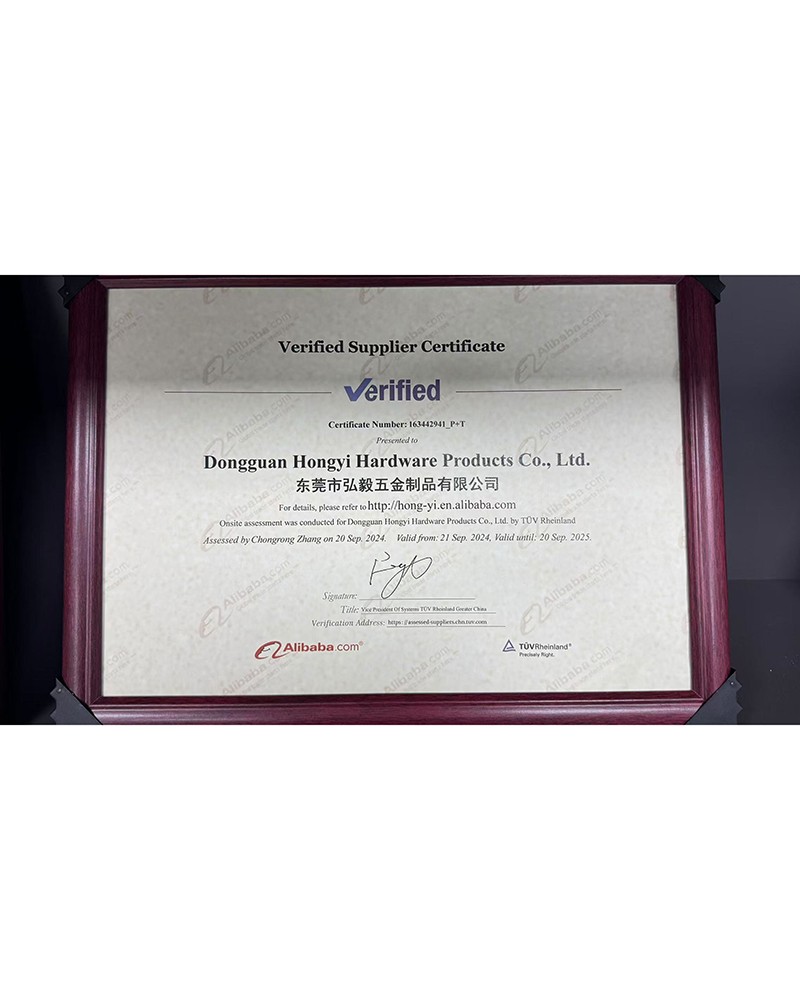 Verified Supplier Certificate
Verified
Certificate Number: 163442941_P+T
Presented to
Dongguan Hongyi Hardware Products Co., Ltd.
东莞市弘毅五金制品有限公司
For details, please refer to http://hong-yi.en.alibaba.com
Onsite assessment was conducted for Dongguan Hongyi Hardware Products Co., Ltd. by TÜV Rheinland
Assessed by Chongrong Zhang on 20 Sep. 2024. Valid from: 21 Sep. 2024, Valid until: 20 Sep. 2025.
Signature:
Title: Vice President Of Systems TÜV Rheinland Greater China
Verification Address: https://assessed-suppliers.chn.tuv.com
Alibaba.com®
TÜVRheinland®
Precisely Right.